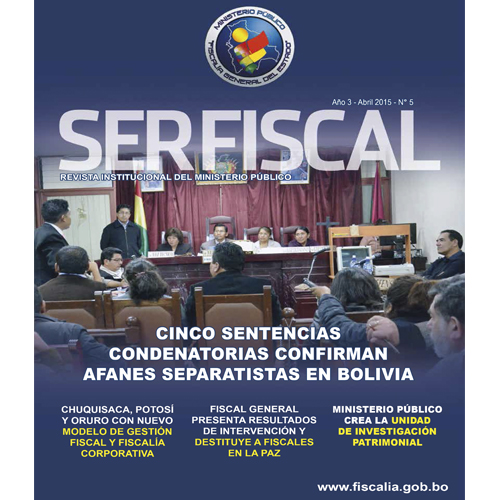 MINISTERIO PÚBLICO
"FISCALÍA GENERAL DEL ESTADO"
Año 3 - Abril 2015 - N° 5
SER FISCAL
REVISTA INSTITUCIONAL DEL MINISTERIO PÚBLICO
CINCO SENTENCIAS
CONDENATORIAS CONFIRMAN
AFANES SEPARATISTAS EN BOLIVIA
CHUQUISACA, POTOSÍ
Y ORURO CON NUEVO
MODELO DE GESTIÓN
FISCAL Y FISCALÍA
CORPORATIVA
FISCAL GENERAL
PRESENTA RESULTADOS
DE INTERVENCIÓN Y
DESTITUYE A FISCALES
EN LA PAZ
MINISTERIO PÚBLICO
CREA LA UNIDAD
DE INVESTIGACIÓN
PATRIMONIAL
www.fiscalia.gob.bo